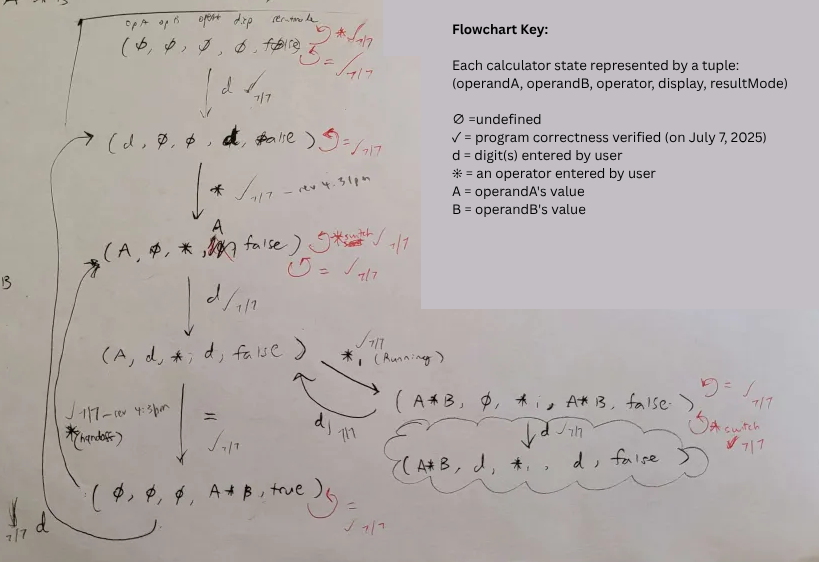 opA opB disp
(∅, ∅, ∅, ∅, false)
* ✓ 7/7
= ✓ 7/7
d ✓ 7/7
(d, ∅, ∅, d, false)
= ✓ 7/7
* ✓ 7/7 - rev 4:31pm
A
(A, ∅, *, false)
* switch ✓ 7/7
= ✓ 7/7
B
d ✓ 7/7
(A, d, *, d, false)
✓ 7/7
*, (Running)
(A*B, ∅, *, A*B, false)
= ✓ 7/7
* switch
✓ 7/7
d, 7/7
d ✓ 7/7
(A*B, d, *, d, false)
✓ 7/7 - rev 4:31pm
* (handoff)
=
✓ 7/7
(∅, ∅, ∅, A*B, true)
=
✓ 7/7
7/7 d
Flowchart Key:
Each calculator state represented by a tuple:
(operandA, operandB, operator, display, resultMode)
∅ =undefined
✓ = program correctness verified (on July 7, 2025)
d = digit(s) entered by user
※ = an operator entered by user
A = operandA's value
B = operandB's value